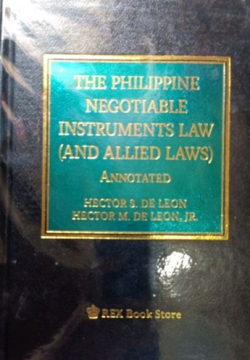 THE PHILIPPINE
NEGOTIABLE
INSTRUMENTS LAW
(AND ALLIED LAWS)
ANNOTATED
HECTOR S. DE LEON
HECTOR M. DE LEON, JR.
REX Book Store